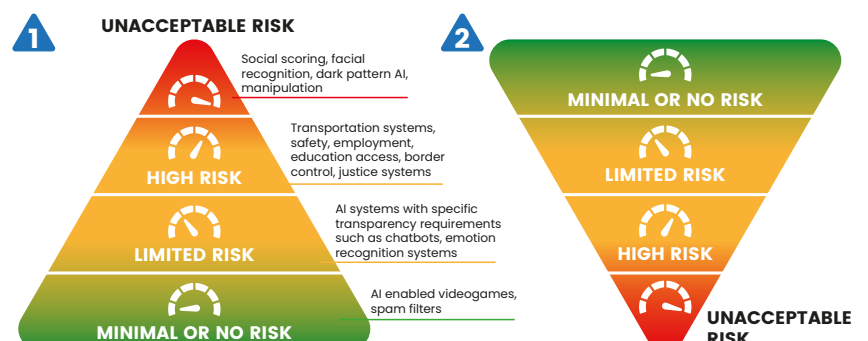 1
UNACCEPTABLE RISK
Social scoring, facial
recognition, dark pattern AI,
manipulation
Transportation systems,
safety, employment,
education access, border
control, justice systems
HIGH RISK
AI systems with specific
transparency requirements
such as chatbots, emotion
recognition systems
LIMITED RISK
AI enabled videogames,
spam filters
MINIMAL OR NO RISK
2
MINIMAL OR NO RISK
LIMITED RISK
HIGH RISK
UNACCEPTABLE
RISK